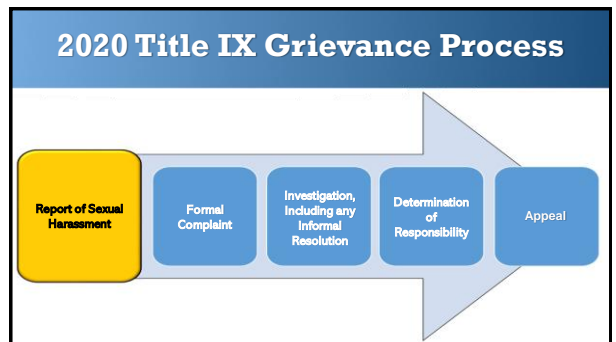 2020 Title IX Grievance Process
Report of Sexual
Harassment
Formal
Complaint
Investigation,
Including any
Informal
Resolution
Determination
of
Responsibility
Appeal